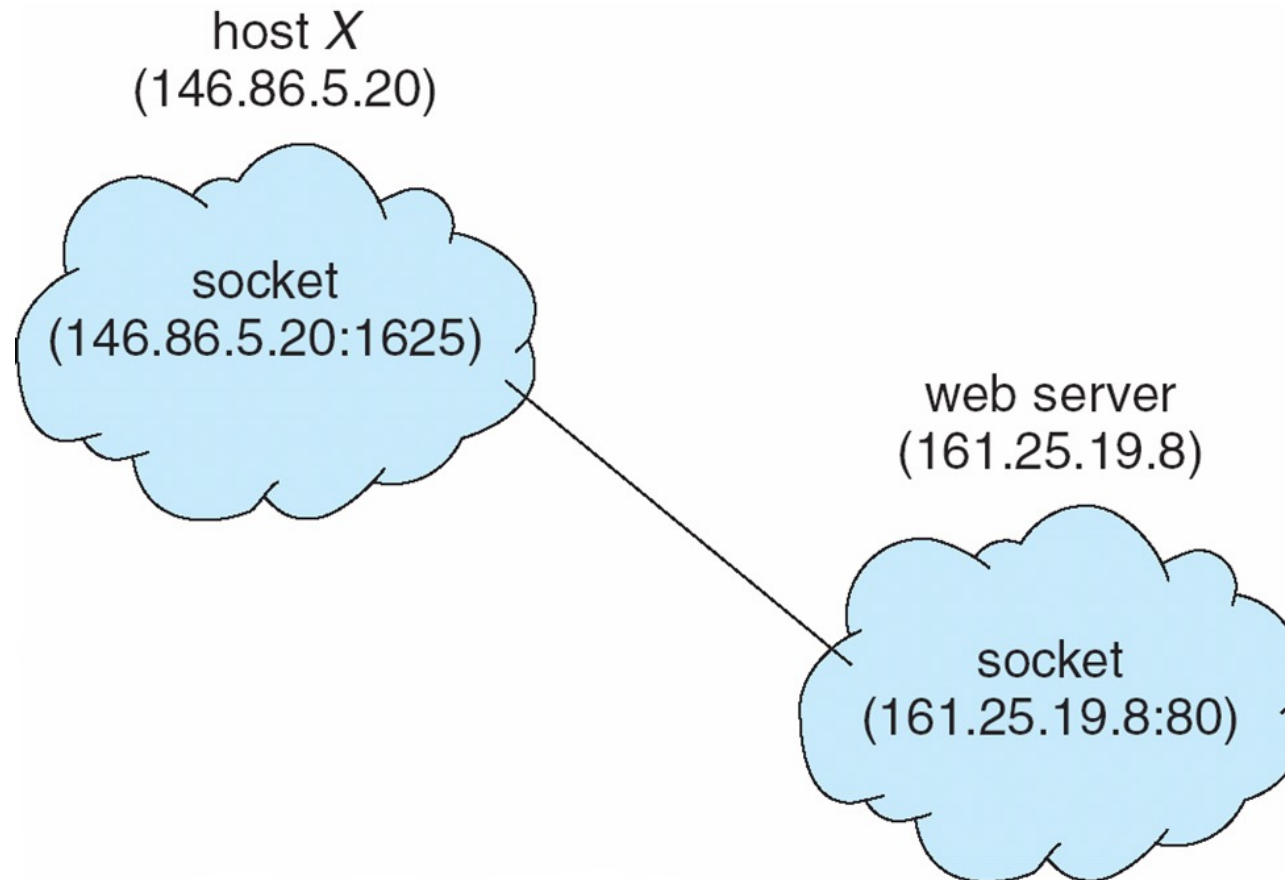 host X
(146.86.5.20)
socket
(146.86.5.20:1625)
web server
(161.25.19.8)
socket
(161.25.19.8:80)